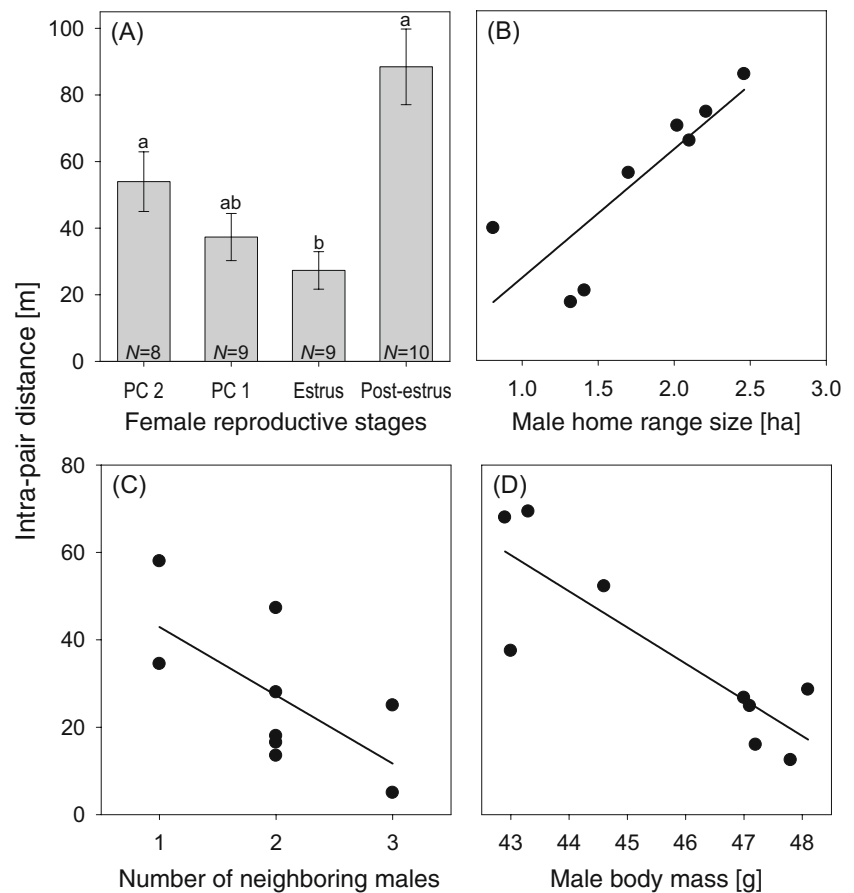 Intra-pair distance [m]
(A)
100
80
60
40
20
0
a
ab
b
a
N=8
N=9
N=9
N=10
PC 2
PC 1
Estrus
Post-estrus
Female reproductive stages
(B)
1.0
1.5
2.0
2.5
3.0
Male home range size [ha]
(C)
80
60
40
20
0
1
2
3
Number of neighboring males
(D)
43
44
45
46
47
48
Male body mass [g]